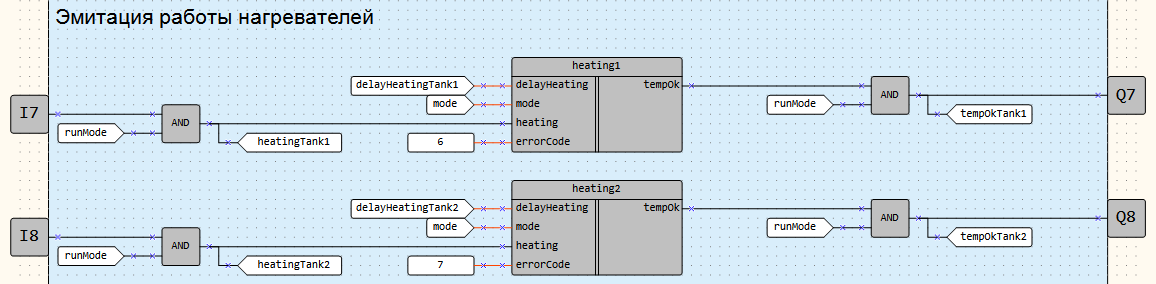 Эмитация работы нагревателей
heating1
delayHeatingTank1
delayHeating
tempOk
mode
mode
runMode
AND
Q7
I7
runMode
AND
heating
tempOkTank1
heatingTank1
6
errorCode
heating2
delayHeatingTank2
delayHeating
tempOk
mode
mode
runMode
AND
Q8
I8
runMode
AND
heating
tempOkTank2
heatingTank2
7
errorCode